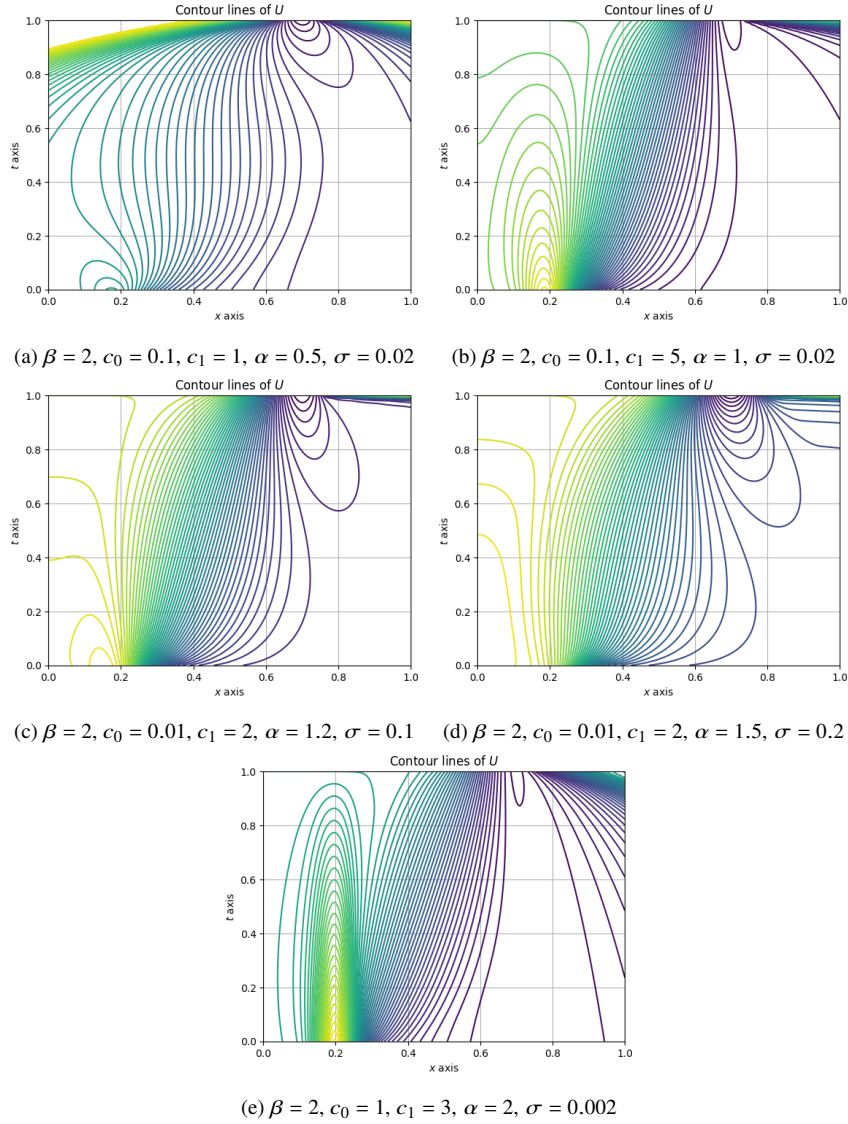 Contour lines of U
Contour lines of U
1.0
0.8
0.6
0.4
0.2
0.0
t axis
0.0 0.2 0.4 0.6 0.8 1.0
x axis
1.0
0.8
0.6
0.4
0.2
0.0
t axis
0.0 0.2 0.4 0.6 0.8 1.0
x axis
(a) β = 2, c₀ = 0.1, c₁ = 1, α = 0.5, σ = 0.02
(b) β = 2, c₀ = 0.1, c₁ = 5, α = 1, σ = 0.02
Contour lines of U
Contour lines of U
1.0
0.8
0.6
0.4
0.2
0.0
t axis
0.0 0.2 0.4 0.6 0.8 1.0
x axis
1.0
0.8
0.6
0.4
0.2
0.0
t axis
0.0 0.2 0.4 0.6 0.8 1.0
x axis
(c) β = 2, c₀ = 0.01, c₁ = 2, α = 1.2, σ = 0.1
(d) β = 2, c₀ = 0.01, c₁ = 2, α = 1.5, σ = 0.2
Contour lines of U
1.0
0.8
0.6
0.4
0.2
0.0
t axis
0.0 0.2 0.4 0.6 0.8 1.0
x axis
(e) β = 2, c₀ = 1, c₁ = 3, α = 2, σ = 0.002